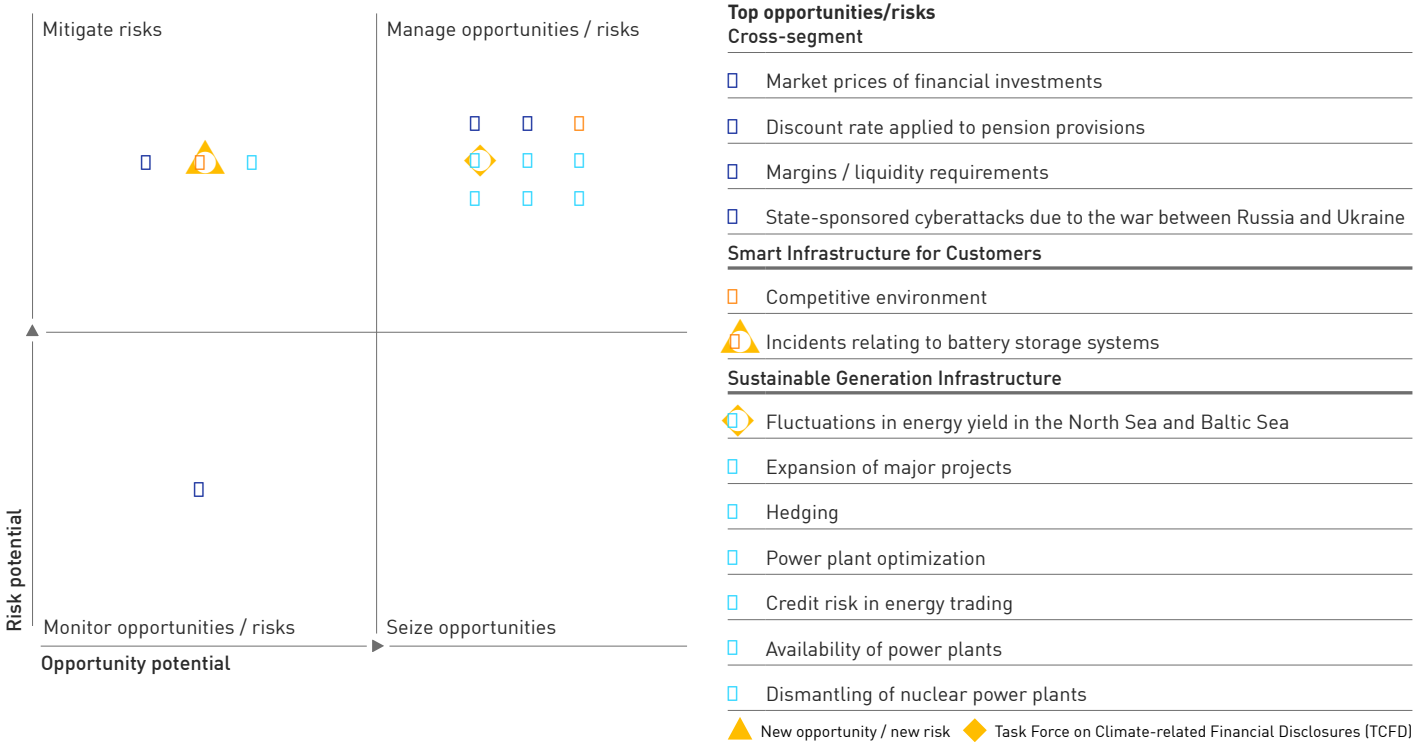 Mitigate risks
Manage opportunities / risks
Risk potential
Monitor opportunities / risks
Seize opportunities
Opportunity potential
Top opportunities/risks
Cross-segment
Market prices of financial investments
Discount rate applied to pension provisions
Margins / liquidity requirements
State-sponsored cyberattacks due to the war between Russia and Ukraine
Smart Infrastructure for Customers
Competitive environment
Incidents relating to battery storage systems
Sustainable Generation Infrastructure
Fluctuations in energy yield in the North Sea and Baltic Sea
Expansion of major projects
Hedging
Power plant optimization
Credit risk in energy trading
Availability of power plants
Dismantling of nuclear power plants
New opportunity / new risk
Task Force on Climate-related Financial Disclosures (TCFD)